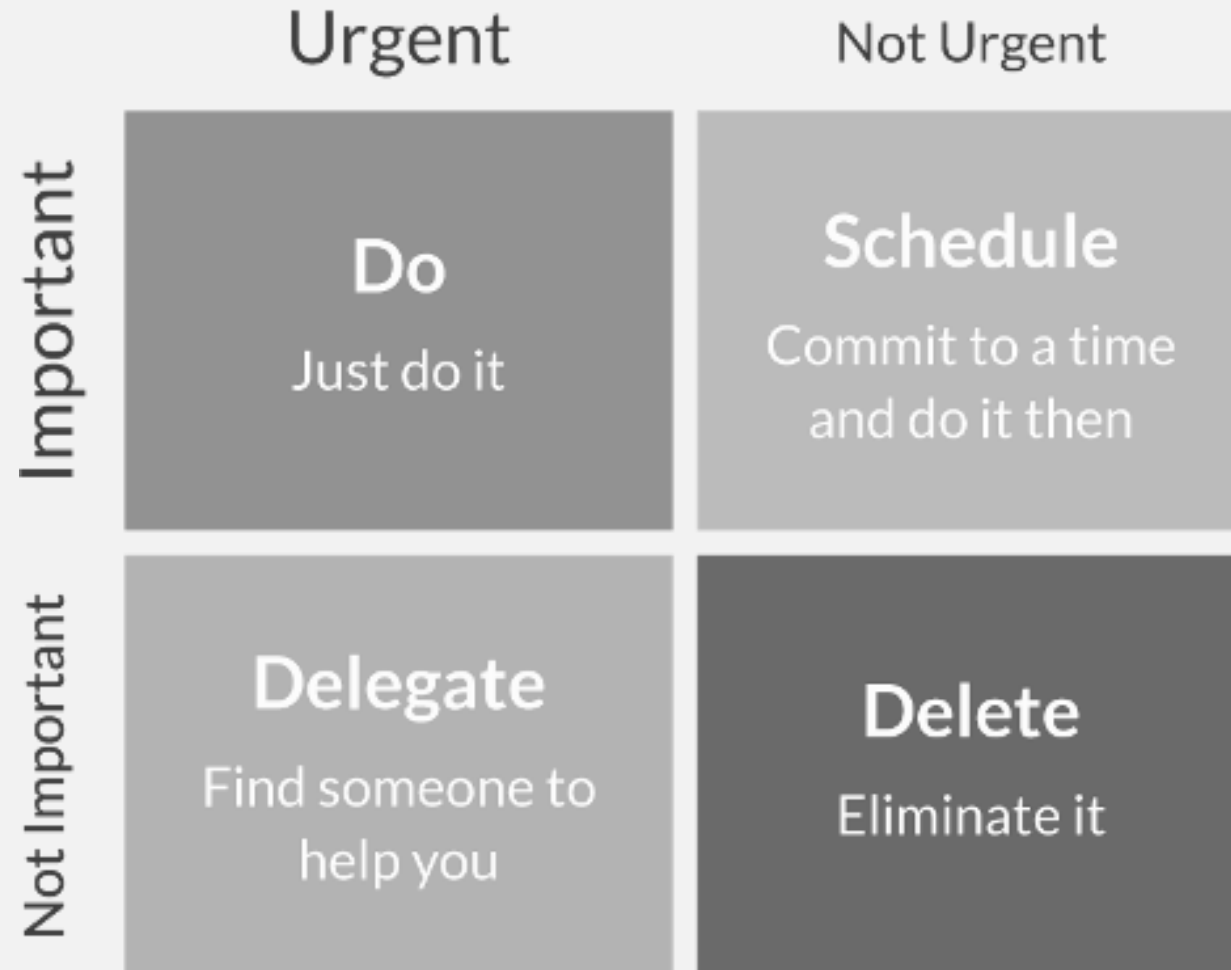 Urgent
Not Urgent
Important
Do
Just do it
Schedule
Commit to a time
and do it then
Not Important
Delegate
Find someone to
help you
Delete
Eliminate it